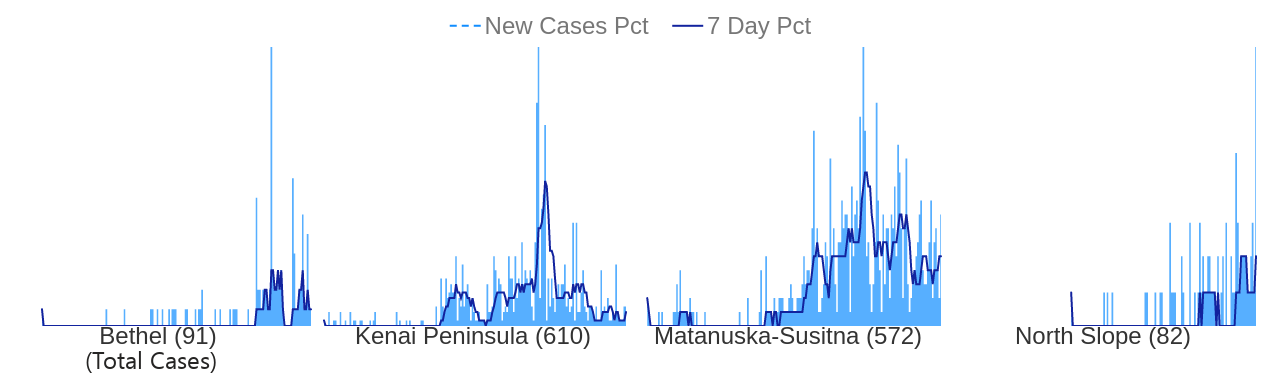 New Cases Pct 7 Day Pct
Bethel (91) Kenai Peninsula (610) Matanuska-Susitna (572) North Slope (82)
(Total Cases)